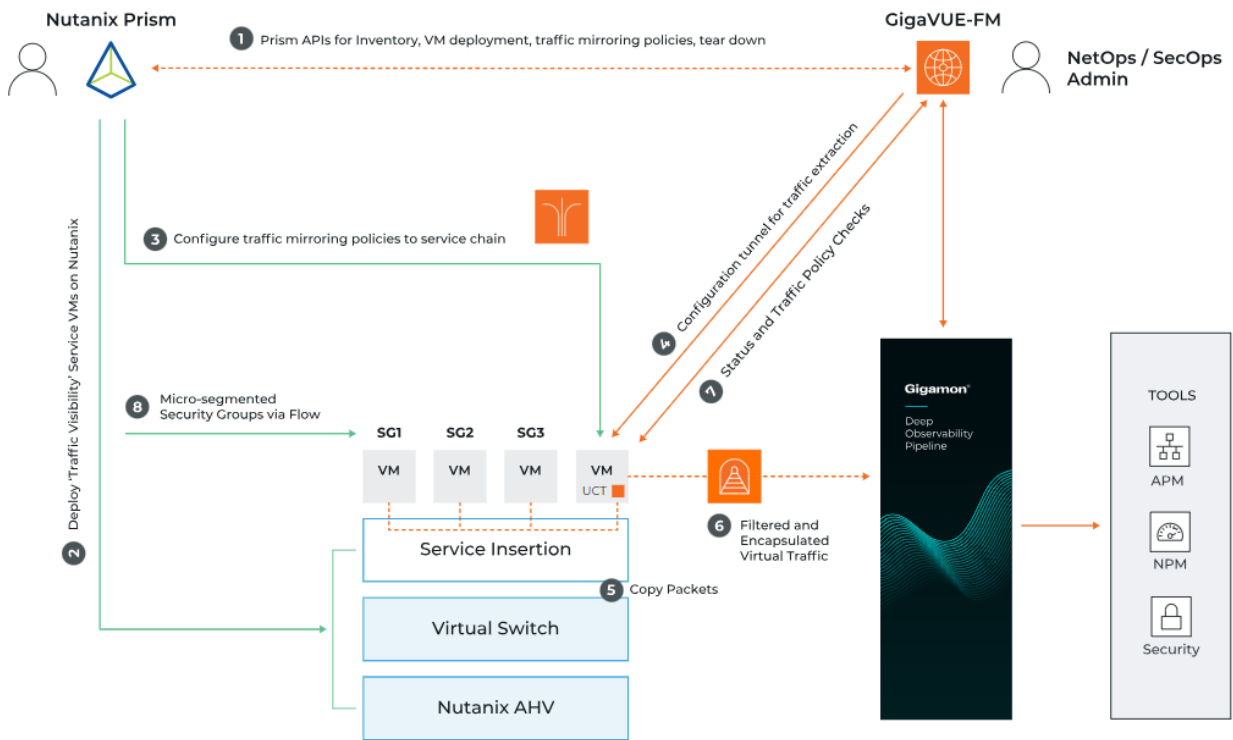 Nutanix Prism
GigaVUE-FM
1 Prism APIs for Inventory, VM deployment, traffic mirroring policies, tear down
NetOps / SecOps
Admin
2 Deploy 'Traffic Visibility' Service VMs on Nutanix
3 Configure traffic mirroring policies to service chain
4 Configuration tunnel for traffic extraction
7 Status and Traffic Policy Checks
8 Micro-segmented
Security Groups via Flow
SG1
SG2
SG3
VM
VM
VM
VM
UCT
Service Insertion
5 Copy Packets
Virtual Switch
Nutanix AHV
6 Filtered and
Encapsulated
Virtual Traffic
Gigamon®
Deep
Observability
Pipeline
TOOLS
APM
NPM
Security